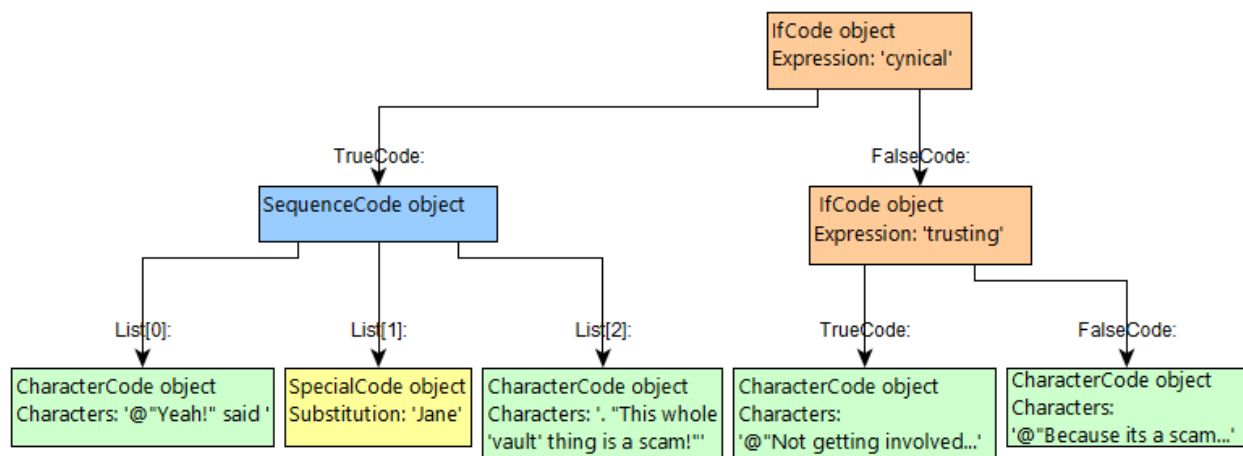 IfCode object
Expression: 'cynical'
TrueCode:
FalseCode:
SequenceCode object
IfCode object
Expression: 'trusting'
List[0]:
List[1]:
List[2]:
TrueCode:
FalseCode:
CharacterCode object
Characters: '@"Yeah!" said '
SpecialCode object
Substitution: 'Jane'
CharacterCode object
Characters: '. "This whole
'vault' thing is a scam!"'
CharacterCode object
Characters:
'@"Not getting involved...'
CharacterCode object
Characters:
'@"Because its a scam...'